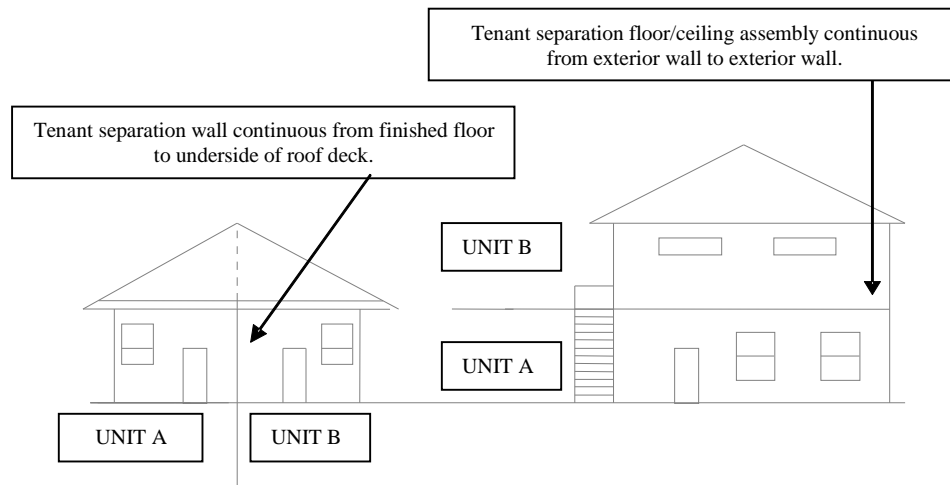 Tenant separation floor/ceiling assembly continuous
from exterior wall to exterior wall.
Tenant separation wall continuous from finished floor
to underside of roof deck.
UNIT B
UNIT A
UNIT A
UNIT B